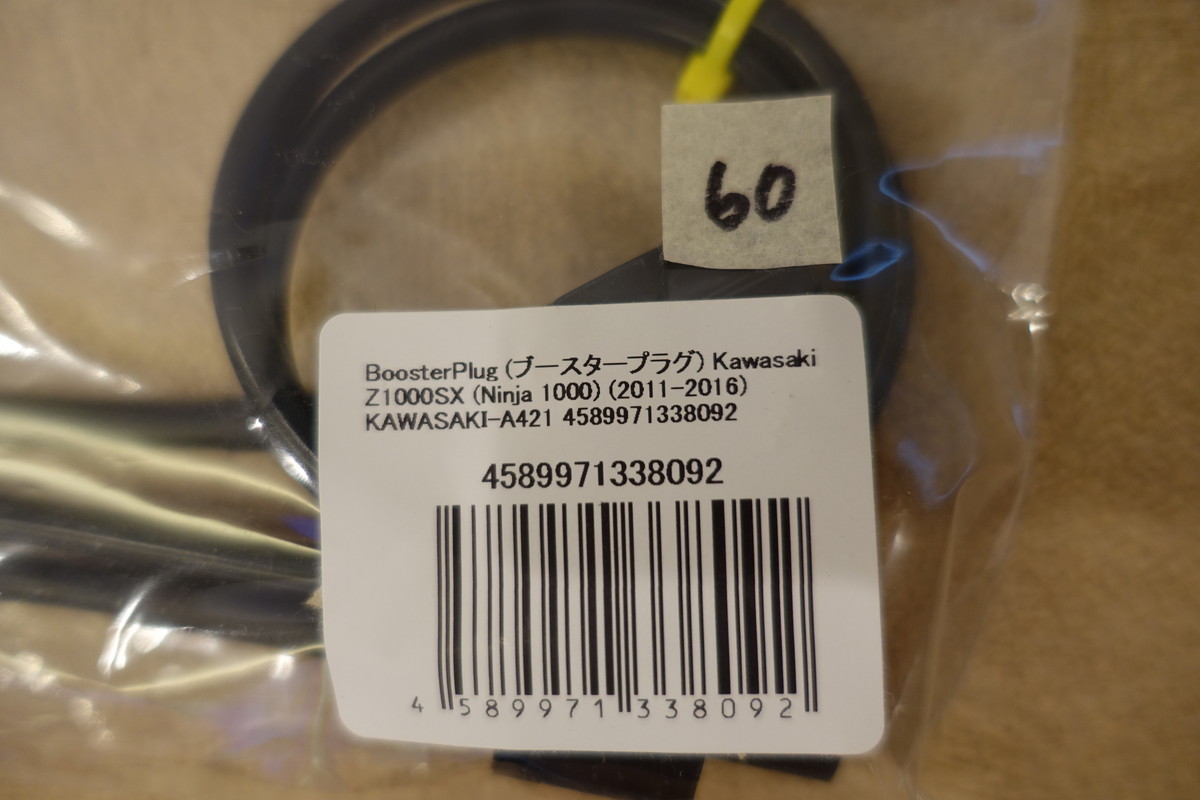 60
BoosterPlug (ブースタープラグ) Kawasaki
Z1000SX (Ninja 1000) (2011-2016)
KAWASAKI-A421 4589971338092
4589971338092
4 589971 338092